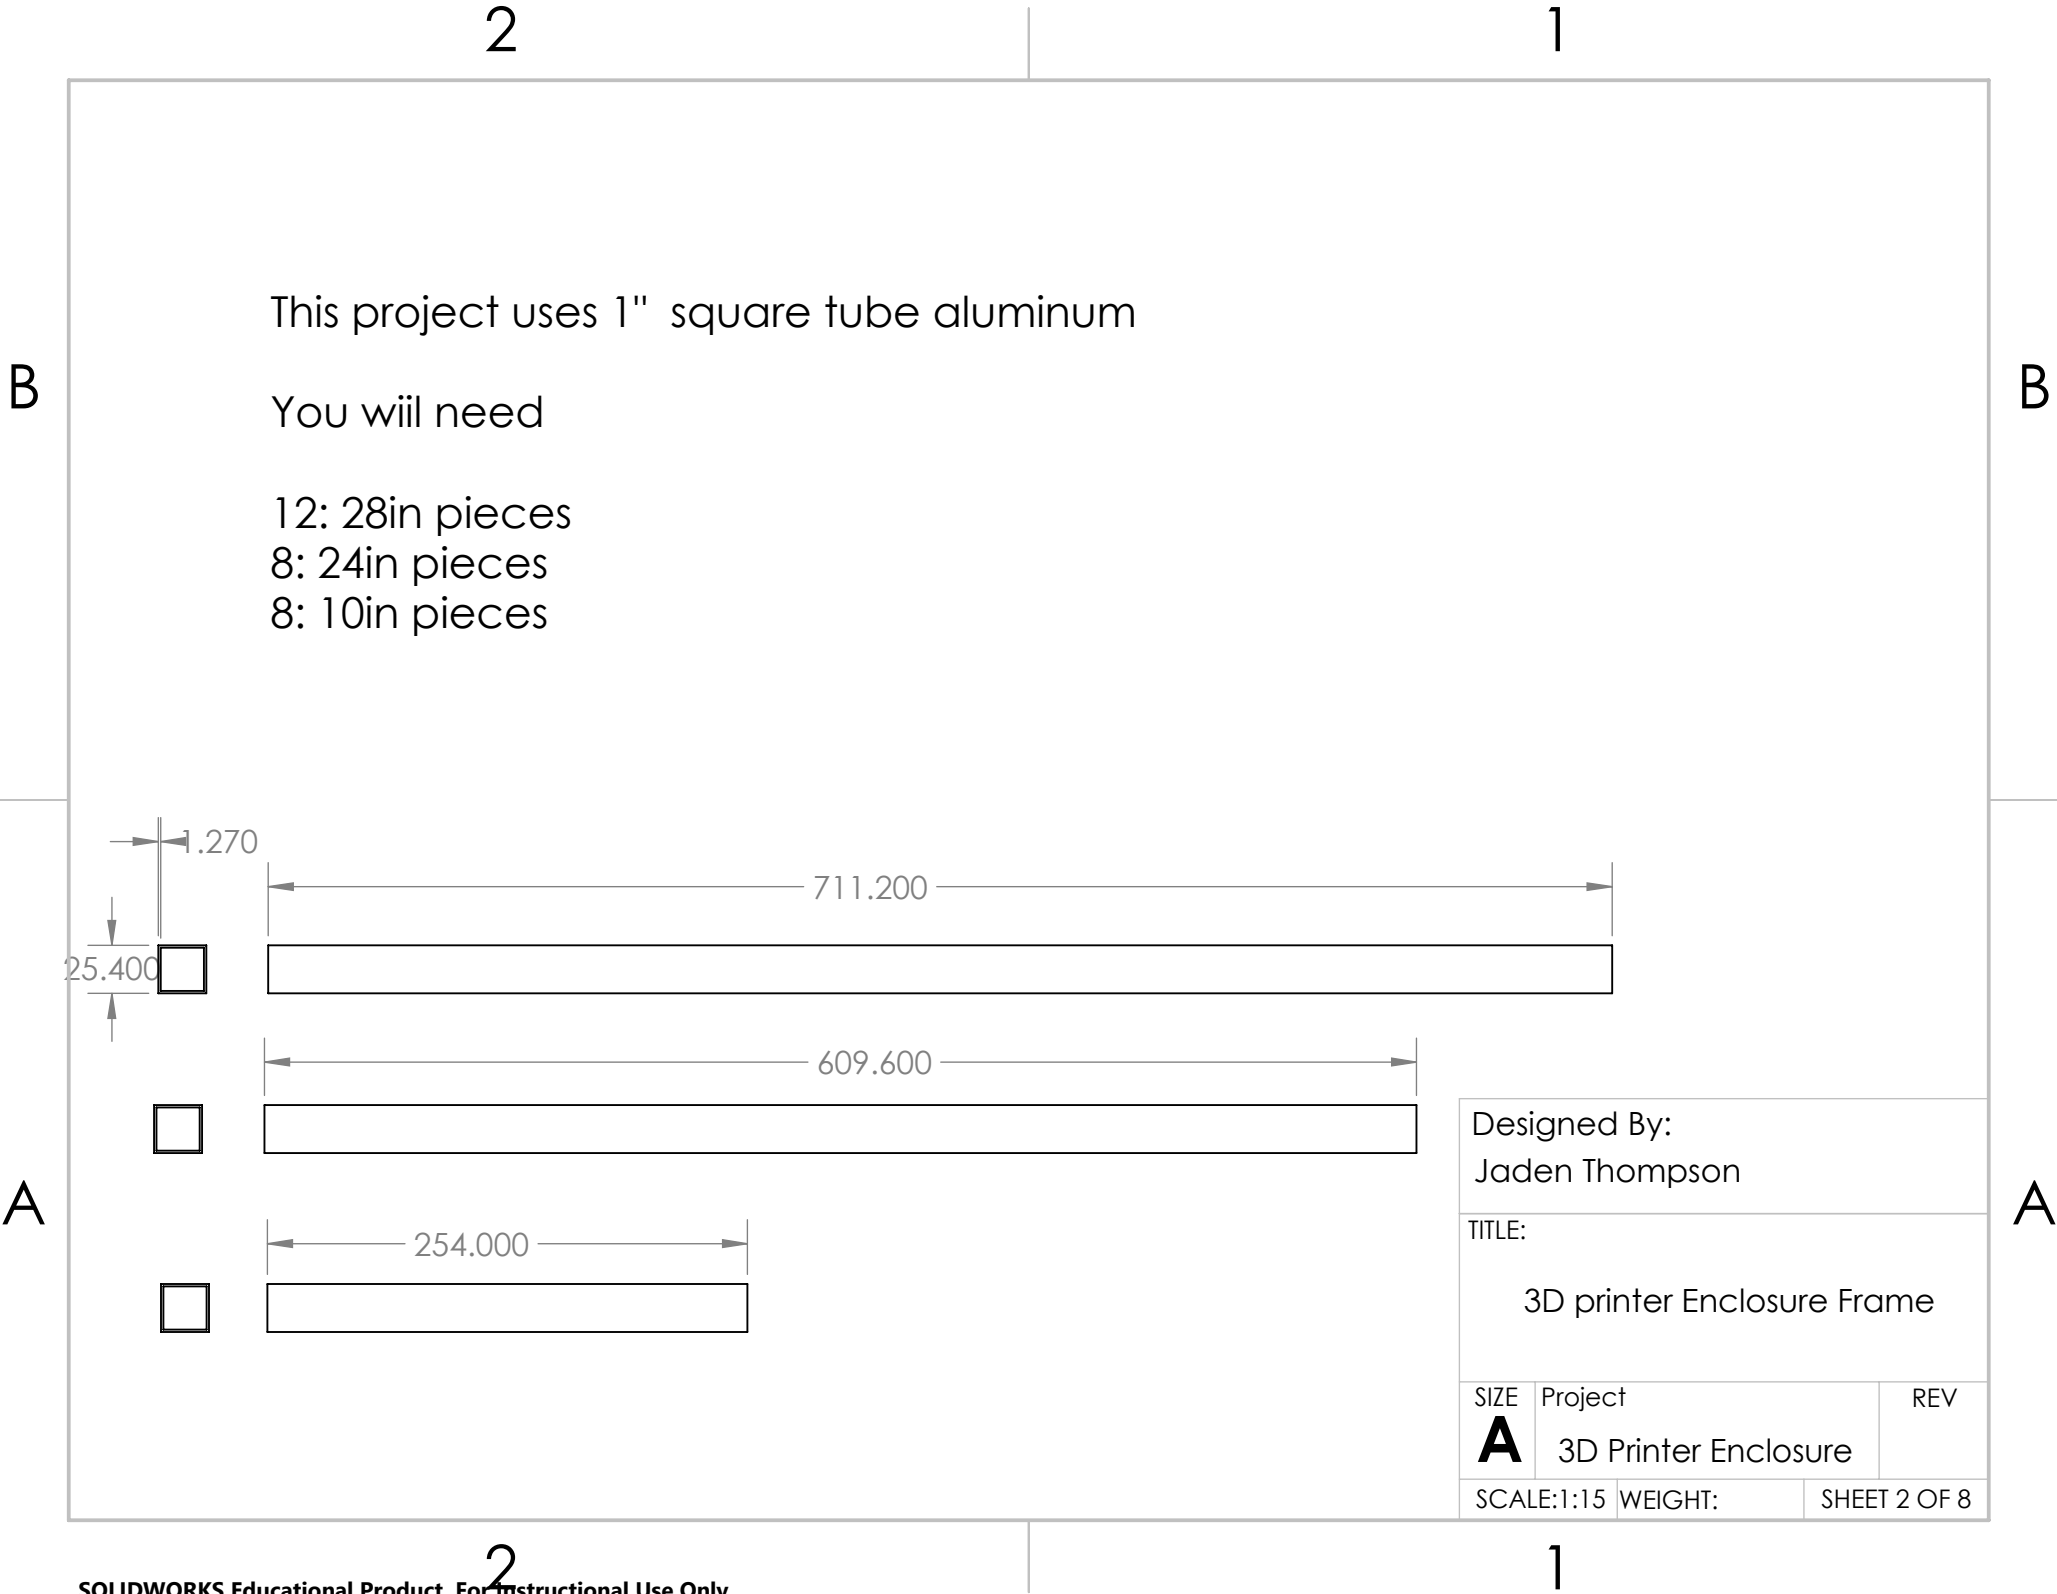 2
1
This project uses 1" square tube aluminum
B
B
You wiil need
12: 28in pieces
8: 24in pieces
8: 10in pieces
1.270
711.200
25.400
609.600
Designed By:
Jaden Thompson
A
A
TITLE:
254.000
3D printer Enclosure Frame
SIZE Project REV
A 3D Printer Enclosure
SCALE:1:15 WEIGHT: SHEET 2 OF 8
2
1
SOLIDWORKS Educational Product. For Instructional Use Only.